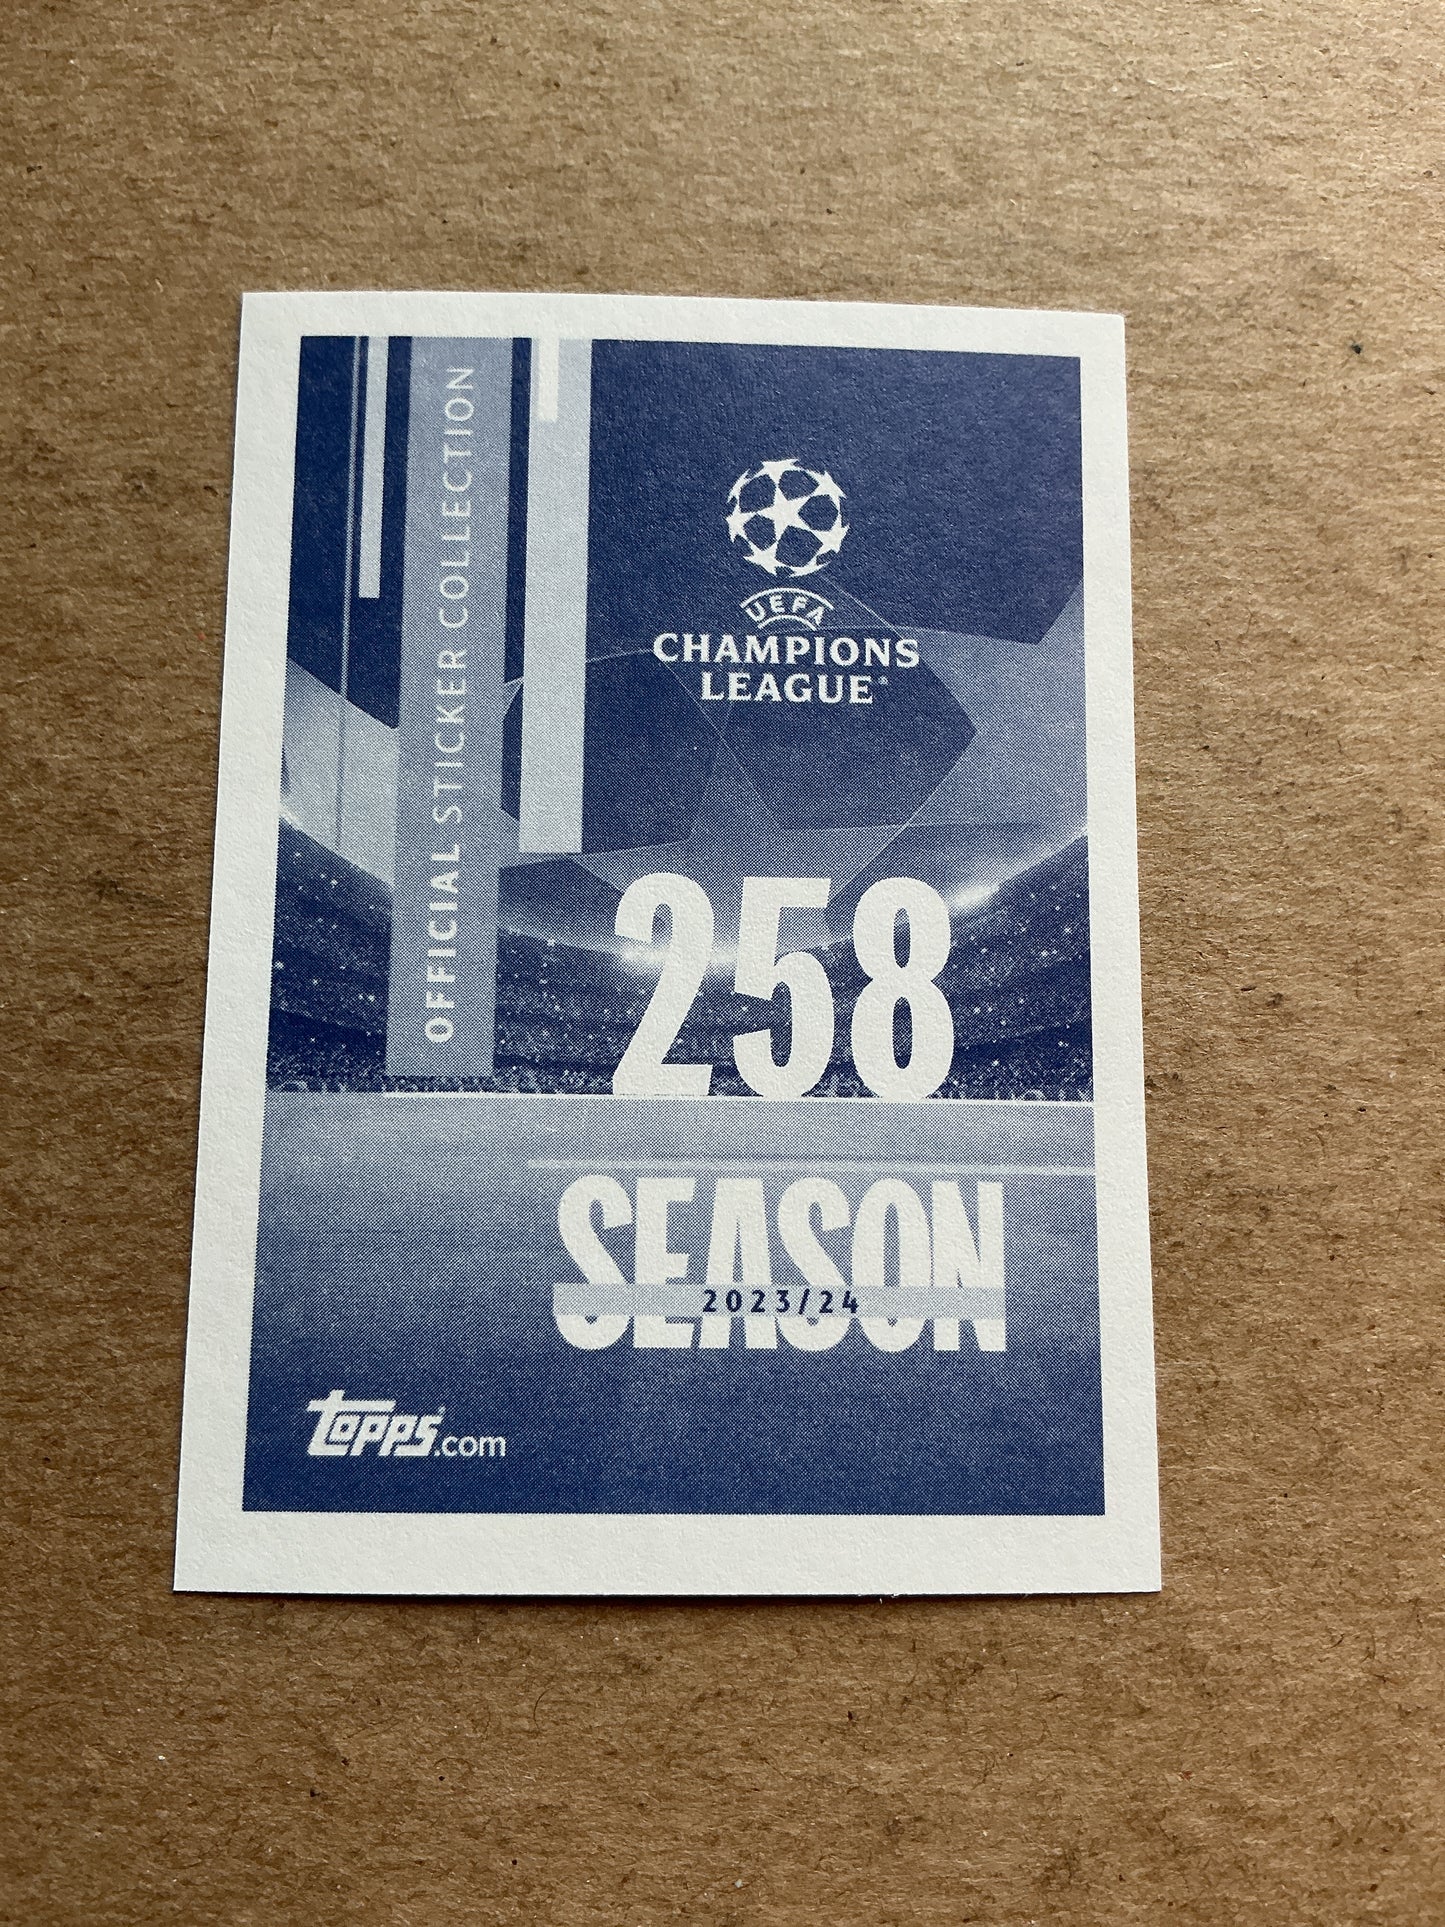 OFFICIAL STICKER COLLECTION
UEFA
CHAMPIONS
LEAGUE®
258
SEASON
2023/24
topps.com